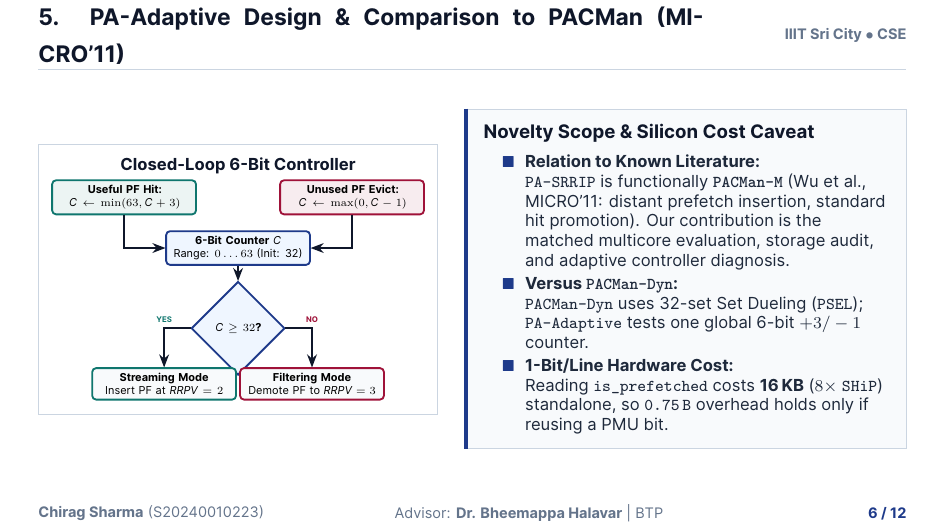 5. PA-Adaptive Design & Comparison to PACMan (MI-
CRO’11)
IIIT Sri City ● CSE
Closed-Loop 6-Bit Controller
Useful PF Hit:
C ← min(63, C + 3)
Unused PF Evict:
C ← max(0, C − 1)
6-Bit Counter C
Range: 0 . . . 63 (Init: 32)
C ≥ 32?
YES
NO
Streaming Mode
Insert PF at RRPV = 2
Filtering Mode
Demote PF to RRPV = 3
Novelty Scope & Silicon Cost Caveat
■ Relation to Known Literature:
PA-SRRIP is functionally PACMan-M (Wu et al.,
MICRO’11: distant prefetch insertion, standard
hit promotion). Our contribution is the
matched multicore evaluation, storage audit,
and adaptive controller diagnosis.
■ Versus PACMan-Dyn:
PACMan-Dyn uses 32-set Set Dueling (PSEL);
PA-Adaptive tests one global 6-bit +3/ − 1
counter.
■ 1-Bit/Line Hardware Cost:
Reading is_prefetched costs 16 KB (8× SHiP)
standalone, so 0.75 B overhead holds only if
reusing a PMU bit.
Chirag Sharma (S20240010223)
Advisor: Dr. Bheemappa Halavar | BTP
6 / 12